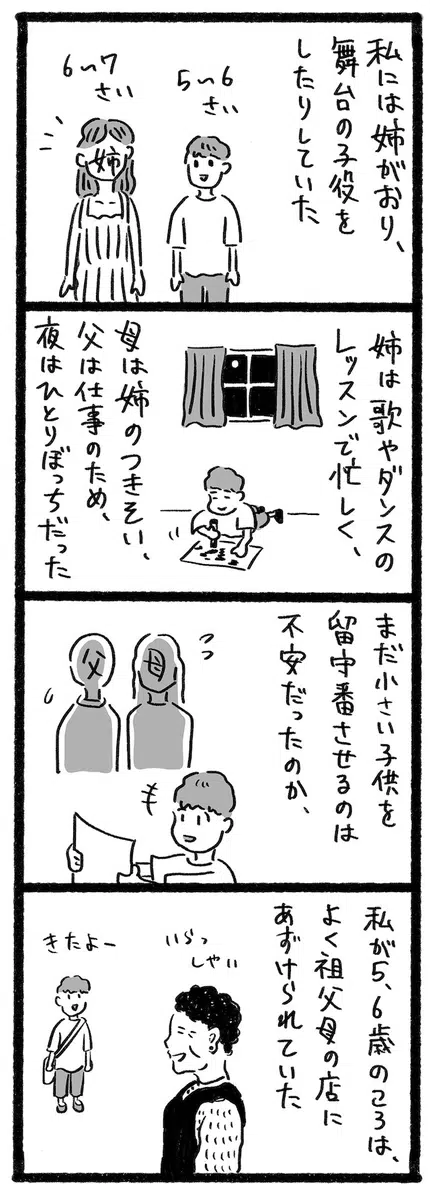 私には姉がおり、
舞台の子役を
したりしていた
5い6
さい
6い7
さい
姉
姉は歌やダンスの
レッスンで忙しく、
母は姉のつきそい、
父は仕事のため、
夜はひとりぼっちだった
まだ小さい子供を
留守番させるのは
不安だったのか、
母
父
私が5、6歳のころは、
よく祖父母の店に
あずけられていた
いらっ
しゃい
きたよー